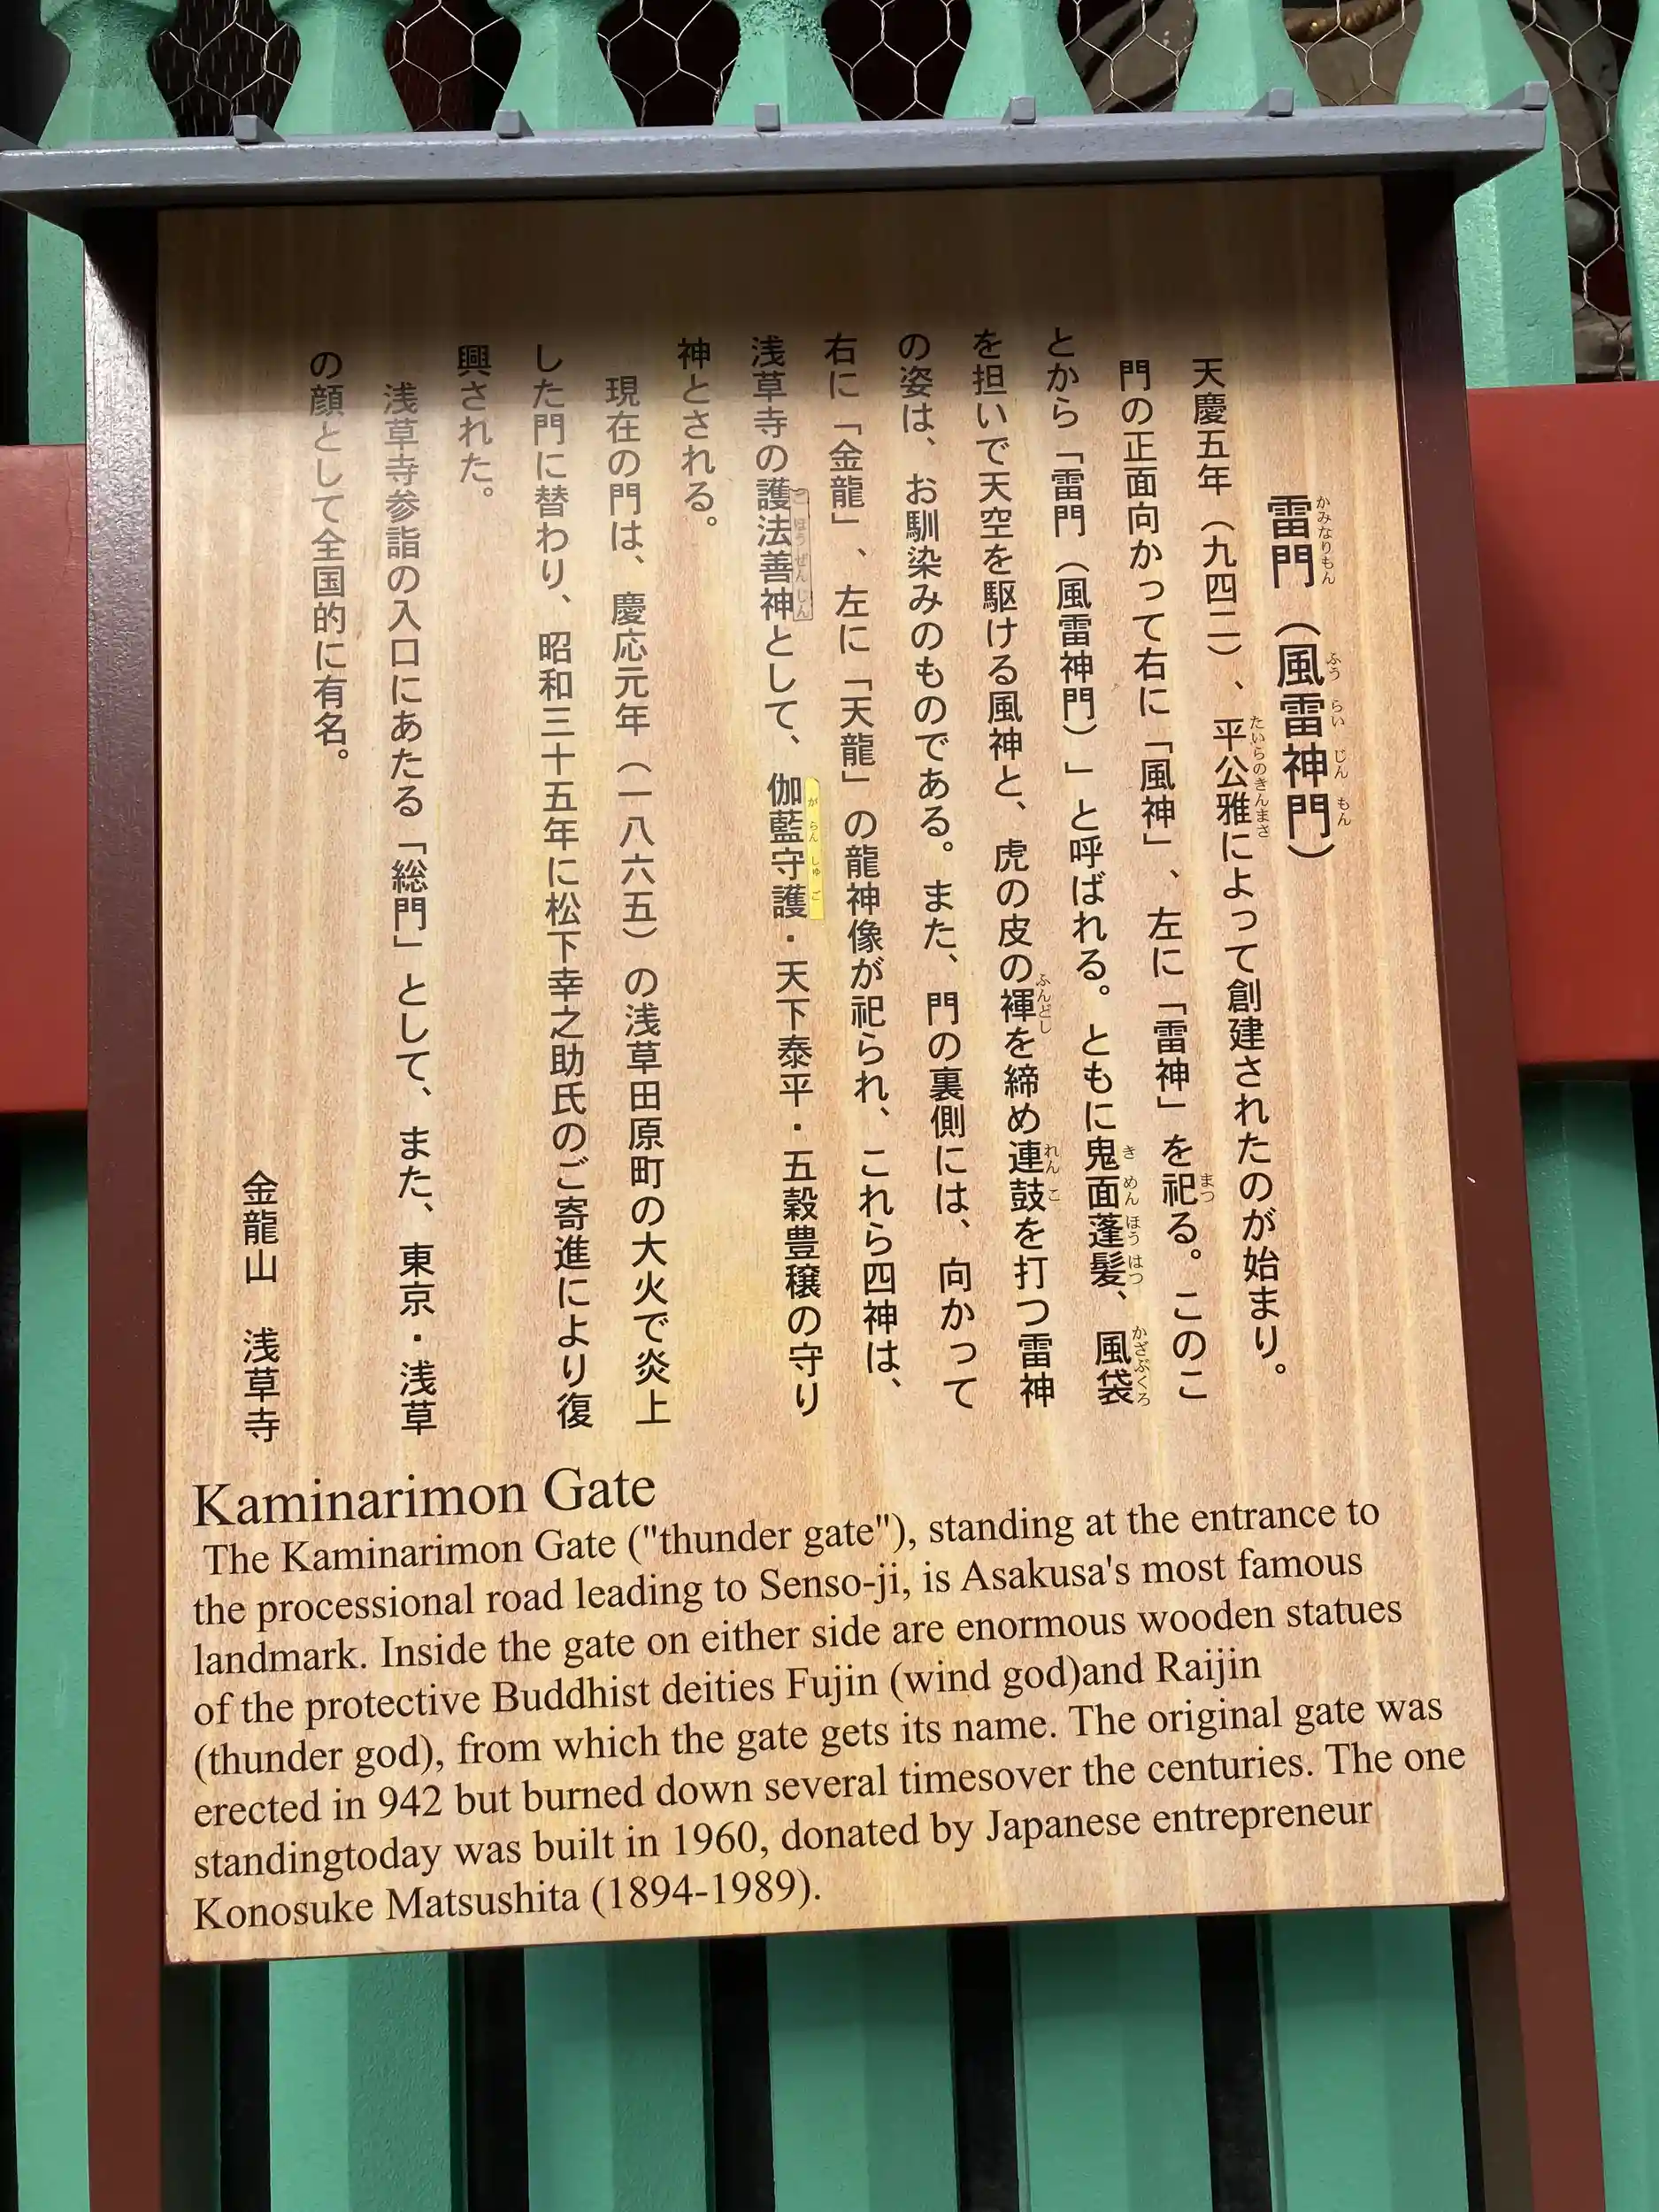 雷門（風雷神門）
天慶五年（九四二）、平公雅によって創建されたのが始まり。
門の正面向かって右に「風神」、左に「雷神」を祀る。このこ
とから「雷門（風雷神門）」と呼ばれる。ともに鬼面蓬髪、風袋
を担いで天空を駆ける風神と、虎の皮の褌を締め連鼓を打つ雷神
の姿は、お馴染みのものである。また、門の裏側には、向かって
右に「金龍」、左に「天龍」の龍神像が祀られ、これら四神は、
浅草寺の護法善神として、伽藍守護・天下泰平・五穀豊穣の守り
神とされる。
現在の門は、慶応元年（一八六五）の浅草田原町の大火で炎上
した門に替わり、昭和三十五年に松下幸之助氏のご寄進により復
興された。
浅草寺参詣の入口にあたる「総門」として、また、東京・浅草
の顔として全国的に有名。
金龍山　浅草寺
Kaminarimon Gate
The Kaminarimon Gate ("thunder gate"), standing at the entrance to
the processional road leading to Senso-ji, is Asakusa's most famous
landmark. Inside the gate on either side are enormous wooden statues
of the protective Buddhist deities Fujin (wind god)and Raijin
(thunder god), from which the gate gets its name. The original gate was
erected in 942 but burned down several timesover the centuries. The one
standingtoday was built in 1960, donated by Japanese entrepreneur
Konosuke Matsushita (1894-1989).